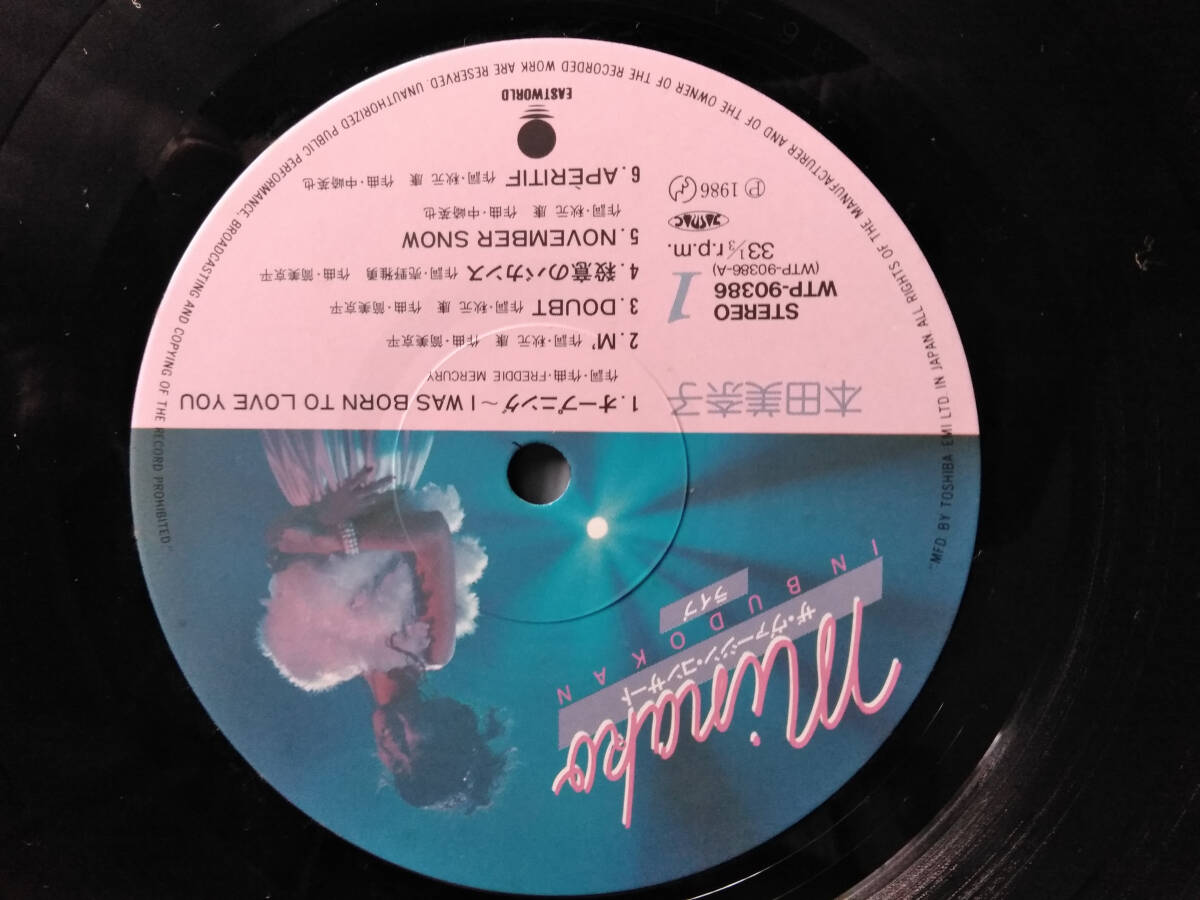 minako
ザ・ヴァージン・コンサート
IN BUDOKAN
ライブ
本田美奈子
STEREO
WTP-90386
(WTP-90386-A)
1
33 1/3 r.p.m.
JASRAC
Ⓟ 1986
1. オープニング~I WAS BORN TO LOVE YOU
作詞・作曲・FREDDIE MERCURY
2. M' 作詞・秋元 康 作曲・筒美京平
3. DOUBT 作詞・秋元 康 作曲・筒美京平
4. 殺意のバカンス 作詞・売野雅勇 作曲・筒美京平
5. NOVEMBER SNOW
作詞・秋元 康 作曲・中崎英也
6. APÈRITIF 作詞・秋元 康 作曲・中崎英也
EASTWORLD
"MFD. BY TOSHIBA EMI LTD. IN JAPAN. ALL RIGHTS OF THE MANUFACTURER AND OF THE OWNER OF THE RECORDED WORK ARE RESERVED. UNAUTHORIZED PUBLIC PERFORMANCE, BROADCASTING AND COPYING OF THE RECORD PROHIBITED."